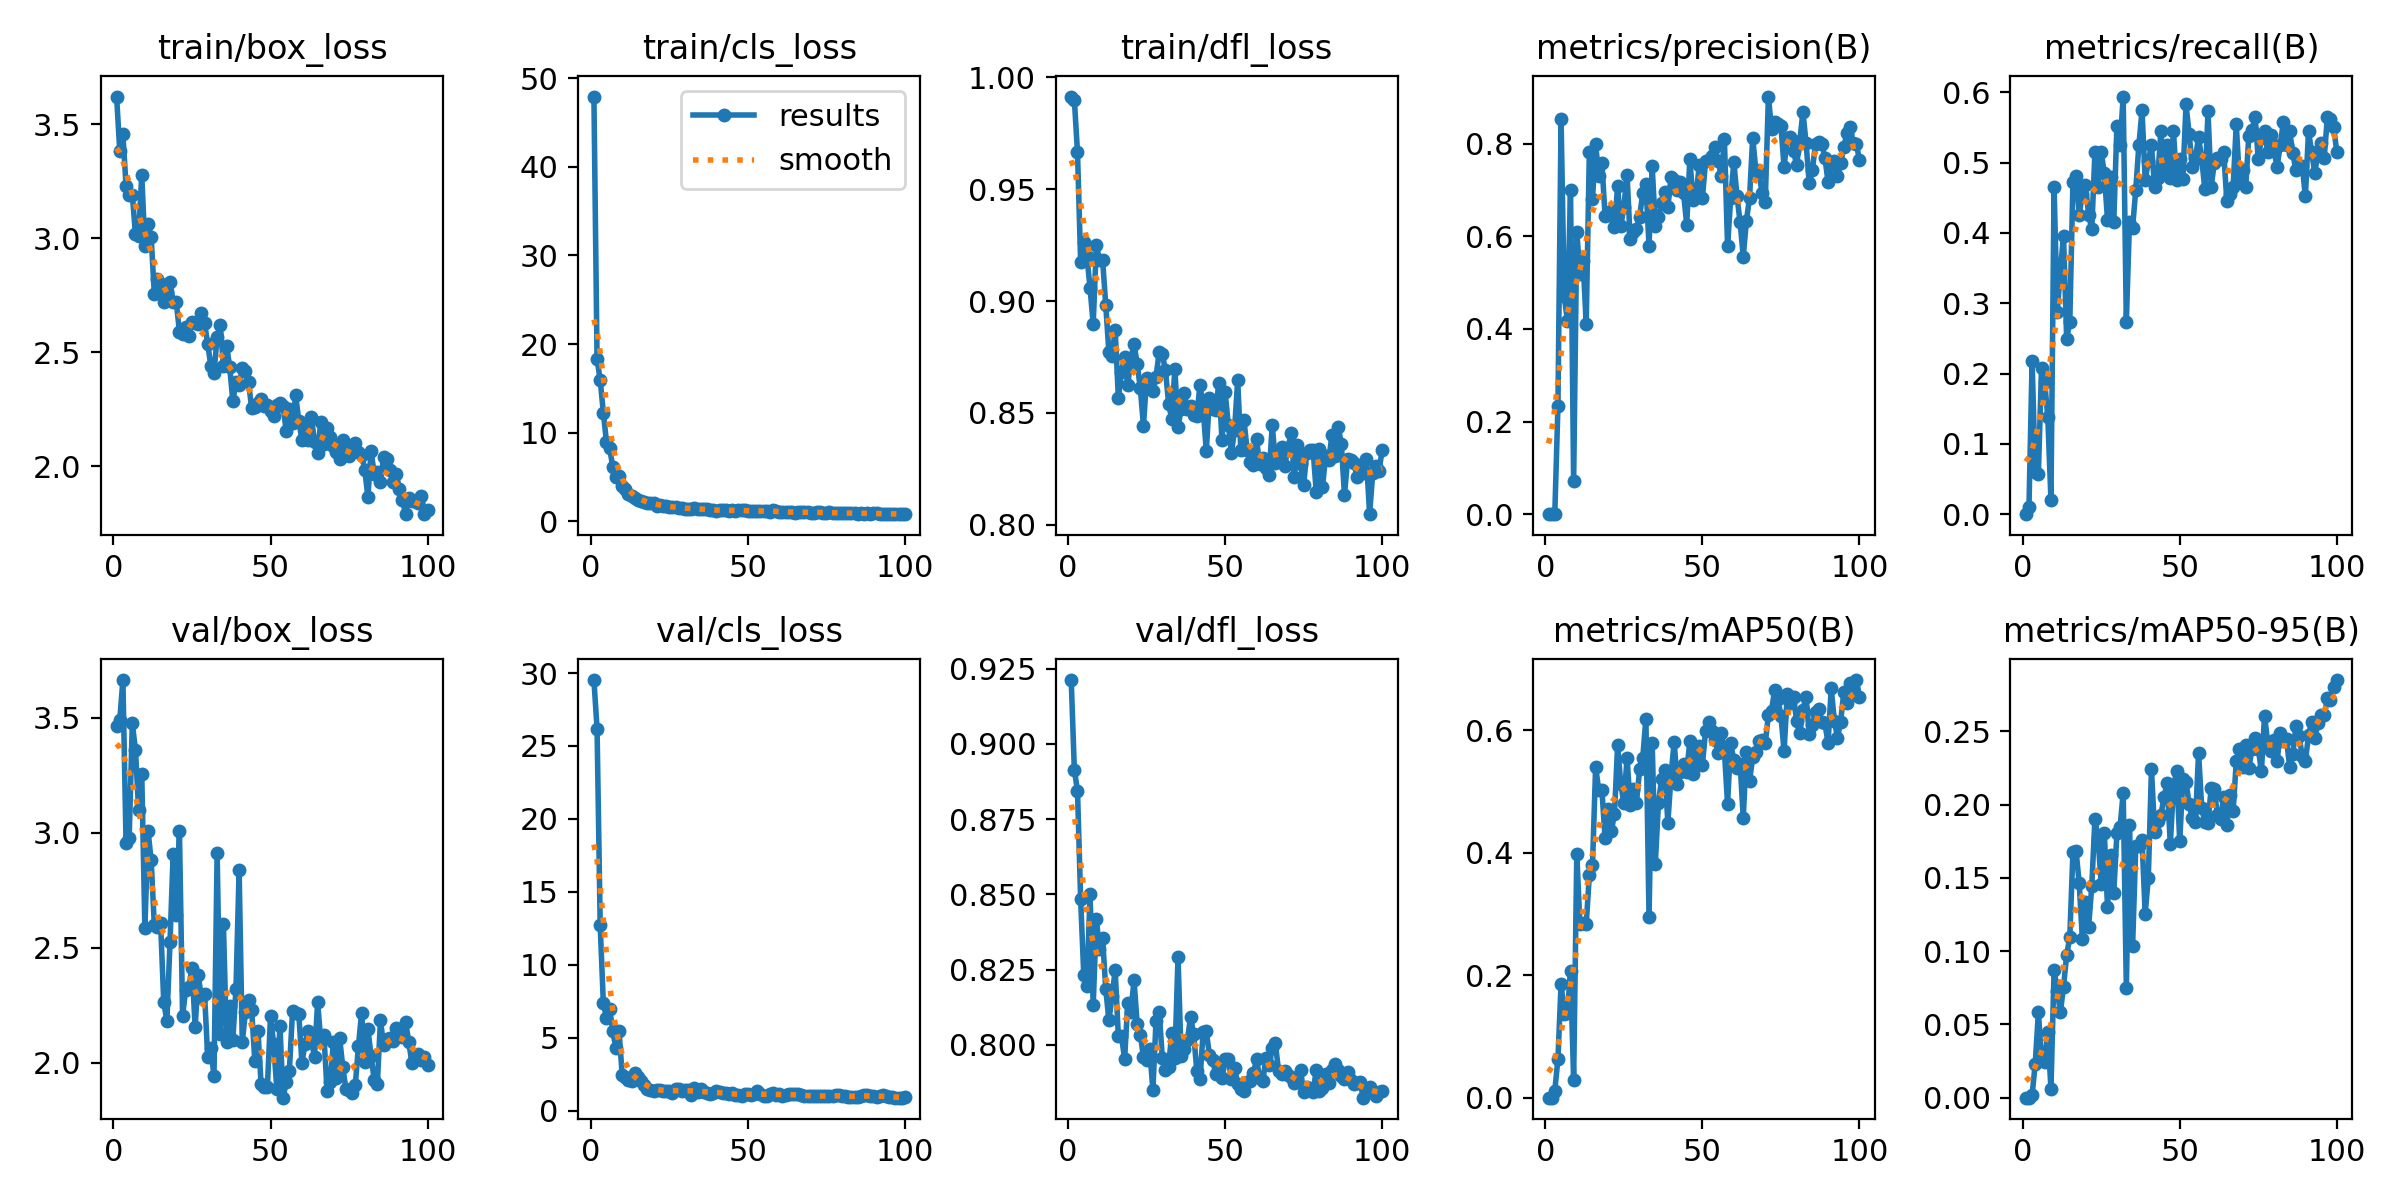 train/box_loss
3.5
3.0
2.5
2.0
0 50 100
train/cls_loss
results
smooth
50
40
30
20
10
0
0 50 100
train/dfl_loss
1.00
0.95
0.90
0.85
0.80
0 50 100
metrics/precision(B)
0.8
0.6
0.4
0.2
0.0
0 50 100
metrics/recall(B)
0.6
0.5
0.4
0.3
0.2
0.1
0.0
0 50 100
val/box_loss
3.5
3.0
2.5
2.0
0 50 100
val/cls_loss
30
25
20
15
10
5
0
0 50 100
val/dfl_loss
0.925
0.900
0.875
0.850
0.825
0.800
0 50 100
metrics/mAP50(B)
0.6
0.4
0.2
0.0
0 50 100
metrics/mAP50-95(B)
0.25
0.20
0.15
0.10
0.05
0.00
0 50 100